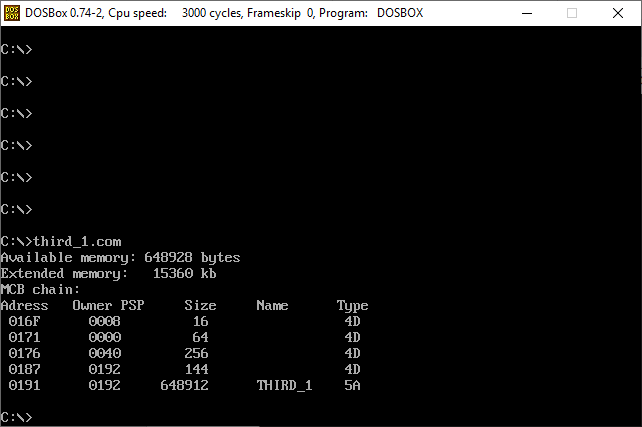 DOS BOX DOSBox 0.74-2, Cpu speed: 3000 cycles, Frameskip 0, Program: DOSBOX
C:\>
C:\>
C:\>
C:\>
C:\>
C:\>
C:\>third_1.com
Available memory: 648928 bytes
Extended memory: 15360 kb
MCB chain:
Adress Owner PSP Size Name Type
016F 0008 16 4D
0171 0000 64 4D
0176 0040 256 4D
0187 0192 144 4D
0191 0192 648912 THIRD_1 5A
C:\>